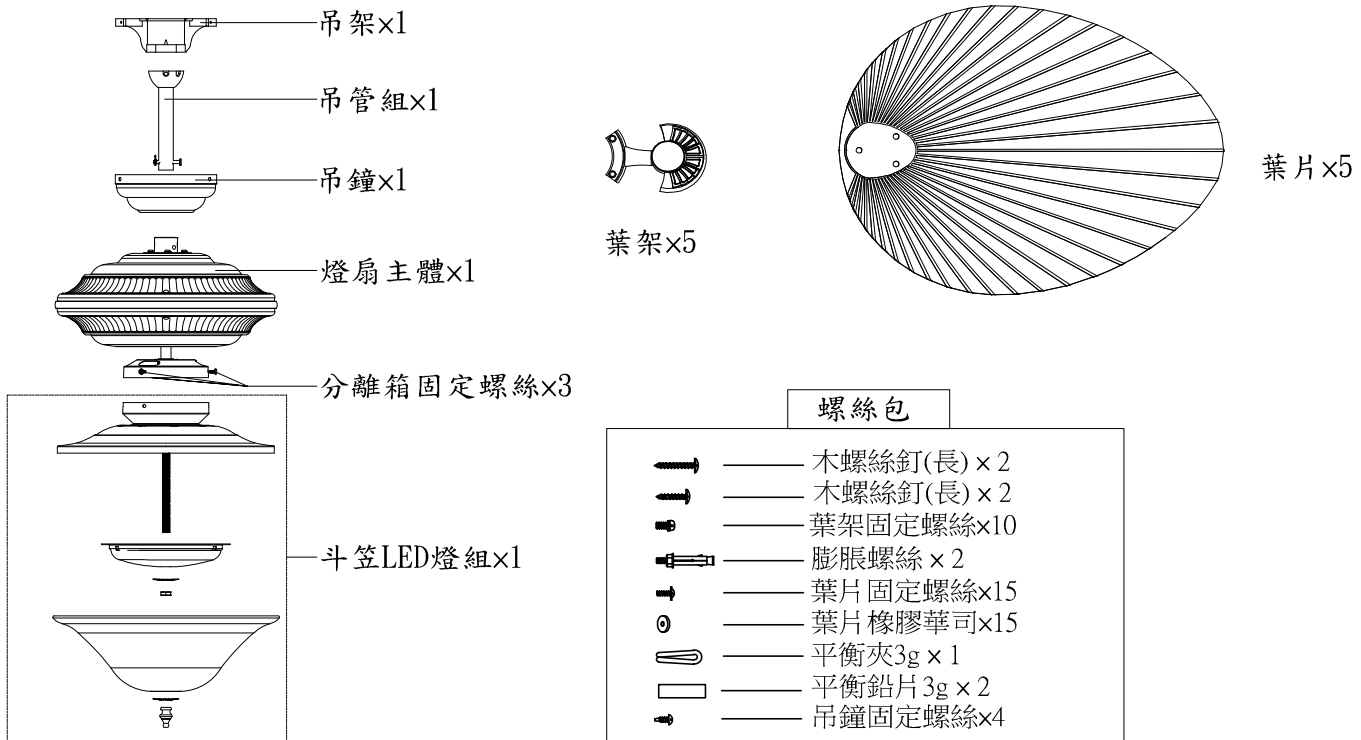 吊架×1
吊管組×1
吊鐘×1
燈扇主體×1
分離箱固定螺絲×3
斗笠LED燈組×1
葉架×5
葉片×5
螺絲包
木螺絲釘(長)×2
木螺絲釘(長)×2
葉架固定螺絲×10
膨脹螺絲×2
葉片固定螺絲×15
葉片橡膠華司×15
平衡夾3g×1
平衡鉛片3g×2
吊鐘固定螺絲×4